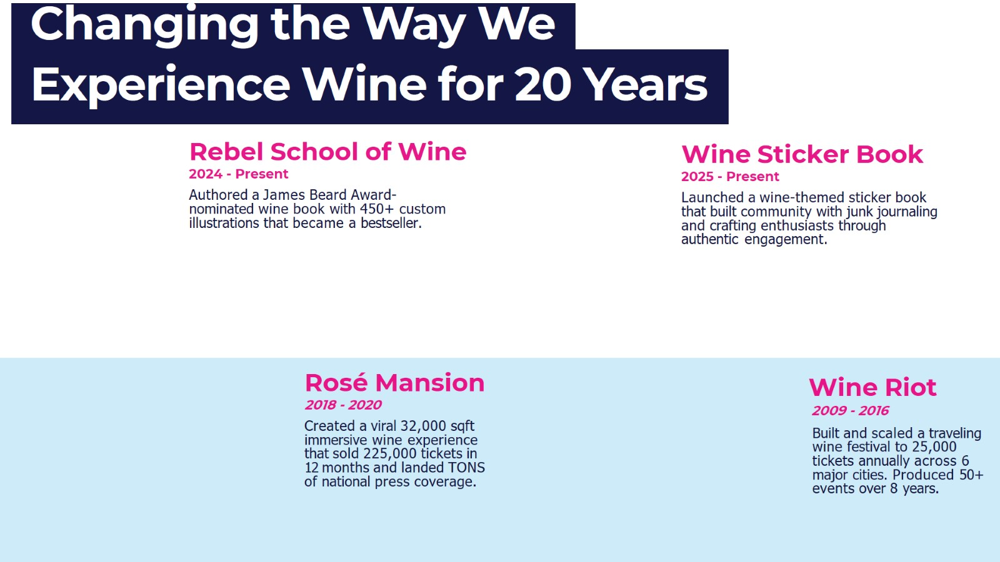 Changing the Way We
Experience Wine for 20 Years
Rebel School of Wine
2024 - Present
Authored a James Beard Award-
nominated wine book with 450+ custom
illustrations that became a bestseller.
Wine Sticker Book
2025 - Present
Launched a wine-themed sticker book
that built community with junk journaling
and crafting enthusiasts through
authentic engagement.
Rosé Mansion
2018 - 2020
Created a viral 32,000 sqft
immersive wine experience
that sold 225,000 tickets in
12 months and landed TONS
of national press coverage.
Wine Riot
2009 - 2016
Built and scaled a traveling
wine festival to 25,000
tickets annually across 6
major cities. Produced 50+
events over 8 years.